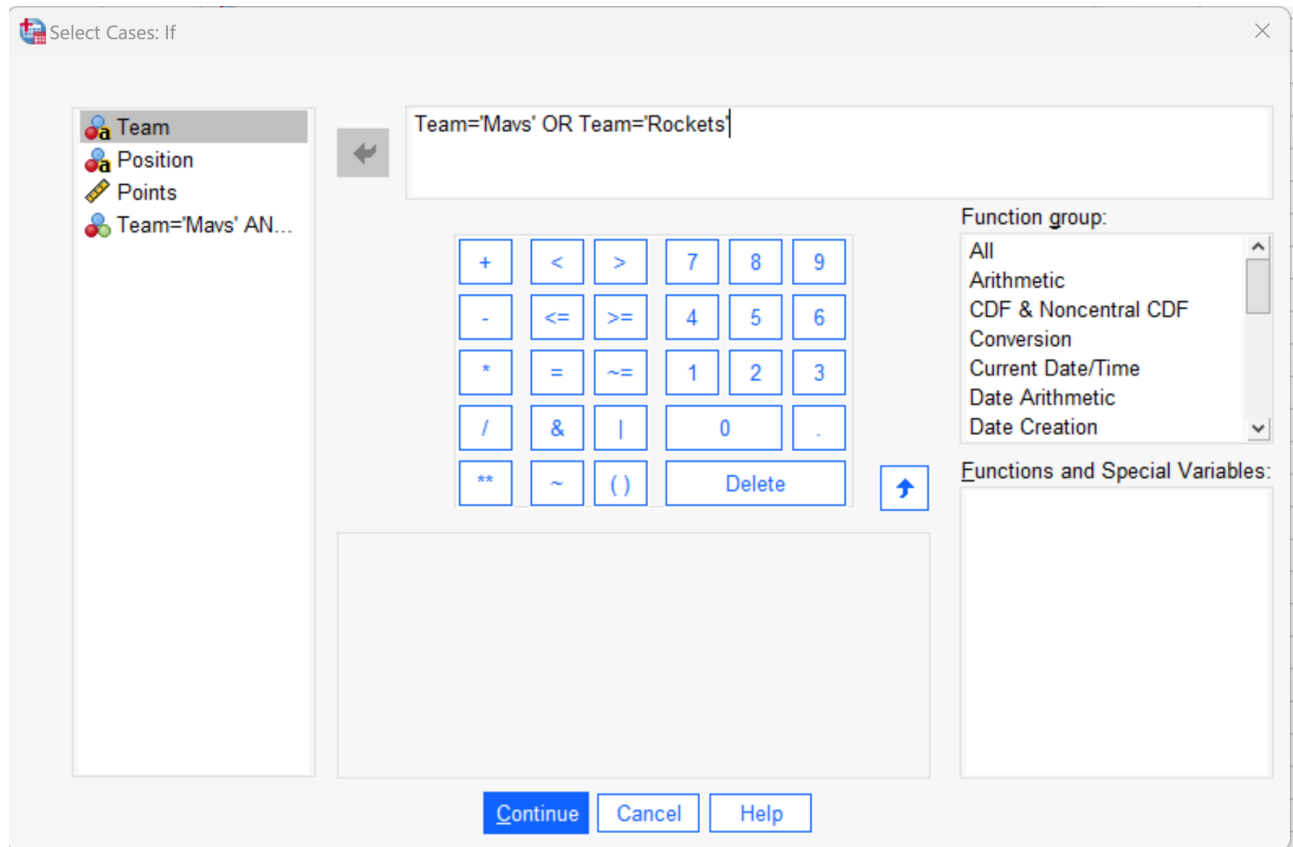 Select Cases: If
Team
Position
Points
Team='Mavs' AN...
Team='Mavs' OR Team='Rockets'
+ < > 7 8 9
- <= >= 4 5 6
* = ~= 1 2 3
/ & | 0 .
** ~ ( ) Delete
Function group:
All
Arithmetic
CDF & Noncentral CDF
Conversion
Current Date/Time
Date Arithmetic
Date Creation
Functions and Special Variables:
Continue Cancel Help